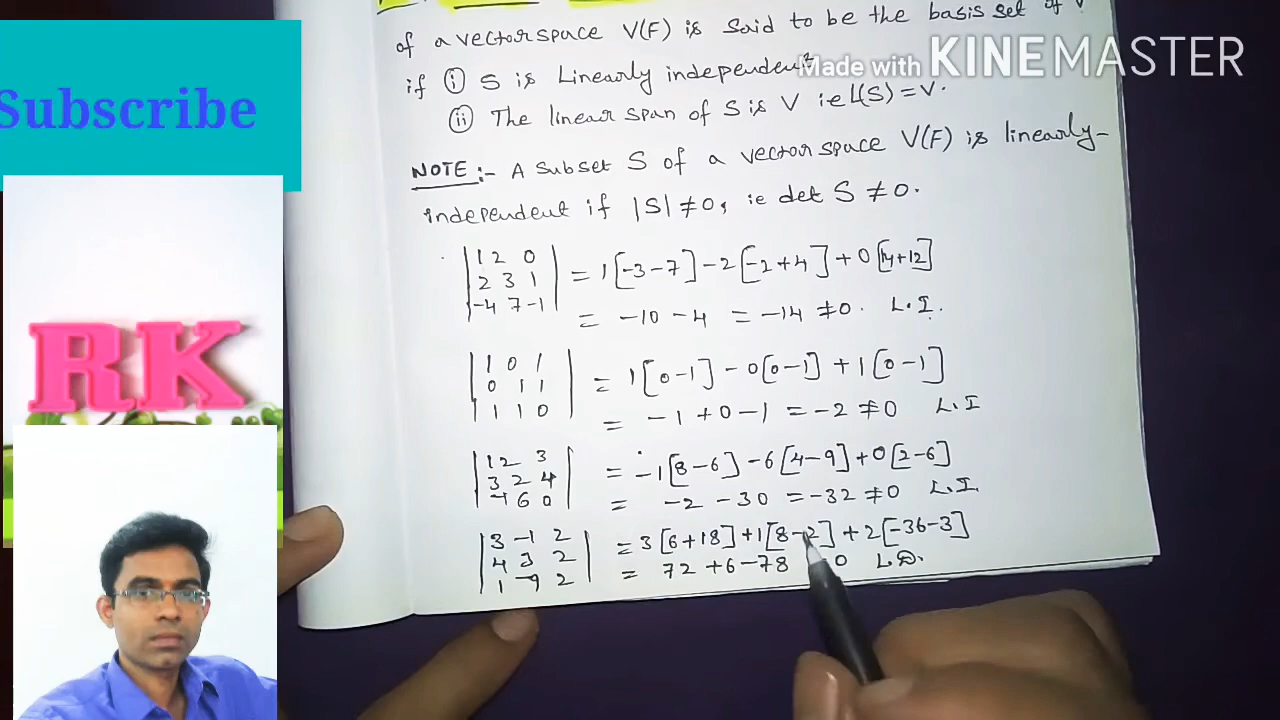 of a vectorspace V(F) is said to be the basis set of V
if (i) S is Linearly independent
Made with KINEMASTER
Subscribe
(ii) The linear span of S is V ie L(S) = V.
NOTE :- A subset S of a vectorspace V(F) is linearly-
independent if |S| ≠ 0, ie det S ≠ 0.
|1 2 0|
|2 3 1| = 1[-3-7] -2[-2+4] +0[14+12]
|-4 7 -1|
= -10 -4 = -14 ≠0. L.I.
RK
|1 0 1|
|0 1 1| = 1[0-1] - 0[0-1] + 1[0-1]
|1 1 0|
= -1+0-1 = -2 ≠0 L.I
|1 2 3|
|3 2 4| = -1[8-6] -6[4-9] +0[2-6]
|-1 6 0|
= -2 -30 = -32 ≠0 L.I.
|3 -1 2|
|4 3 2| = 3[6+18] +1[8-2] +2[-36-3]
|1 -9 2|
= 72 +6 -78 0 L.D.